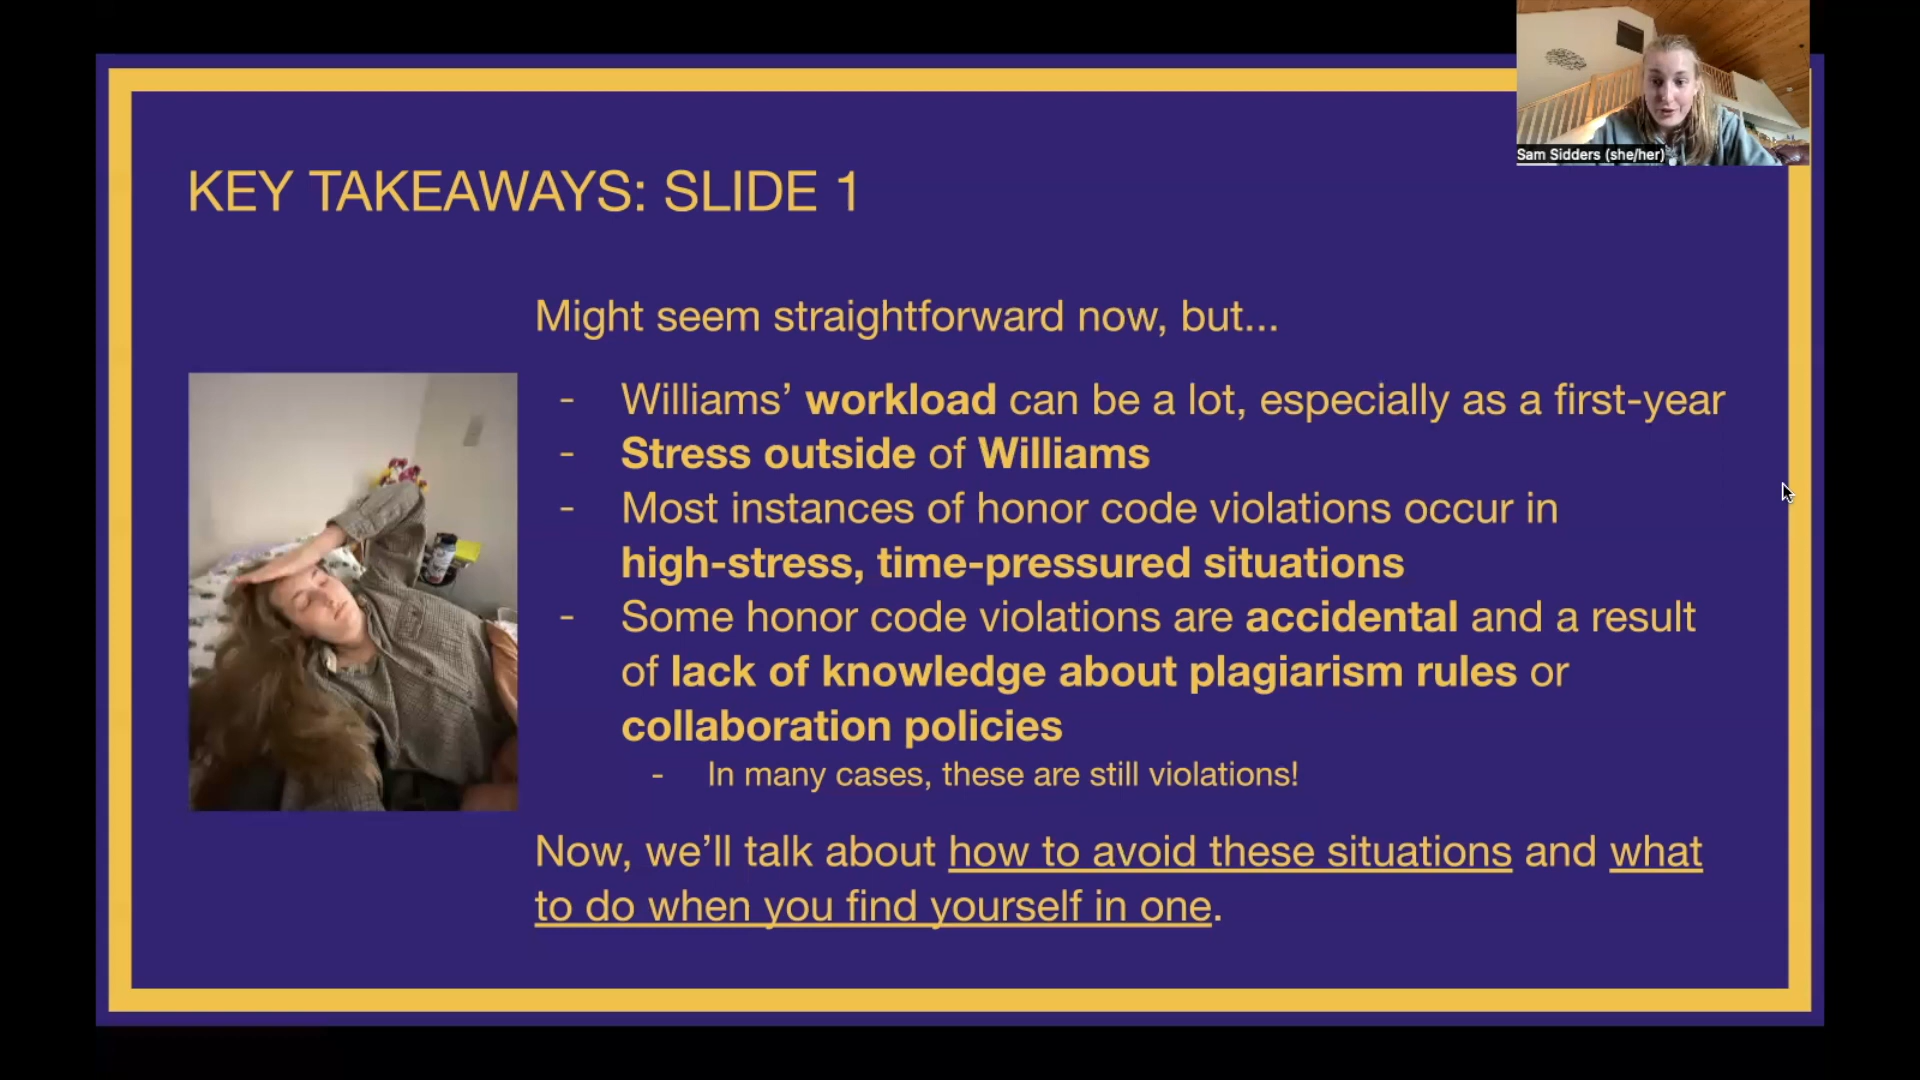 Sam Sidders (she/her)
KEY TAKEAWAYS: SLIDE 1
Might seem straightforward now, but...
- Williams’ workload can be a lot, especially as a first-year
- Stress outside of Williams
- Most instances of honor code violations occur in
high-stress, time-pressured situations
- Some honor code violations are accidental and a result
of lack of knowledge about plagiarism rules or
collaboration policies
- In many cases, these are still violations!
Now, we’ll talk about how to avoid these situations and what
to do when you find yourself in one.